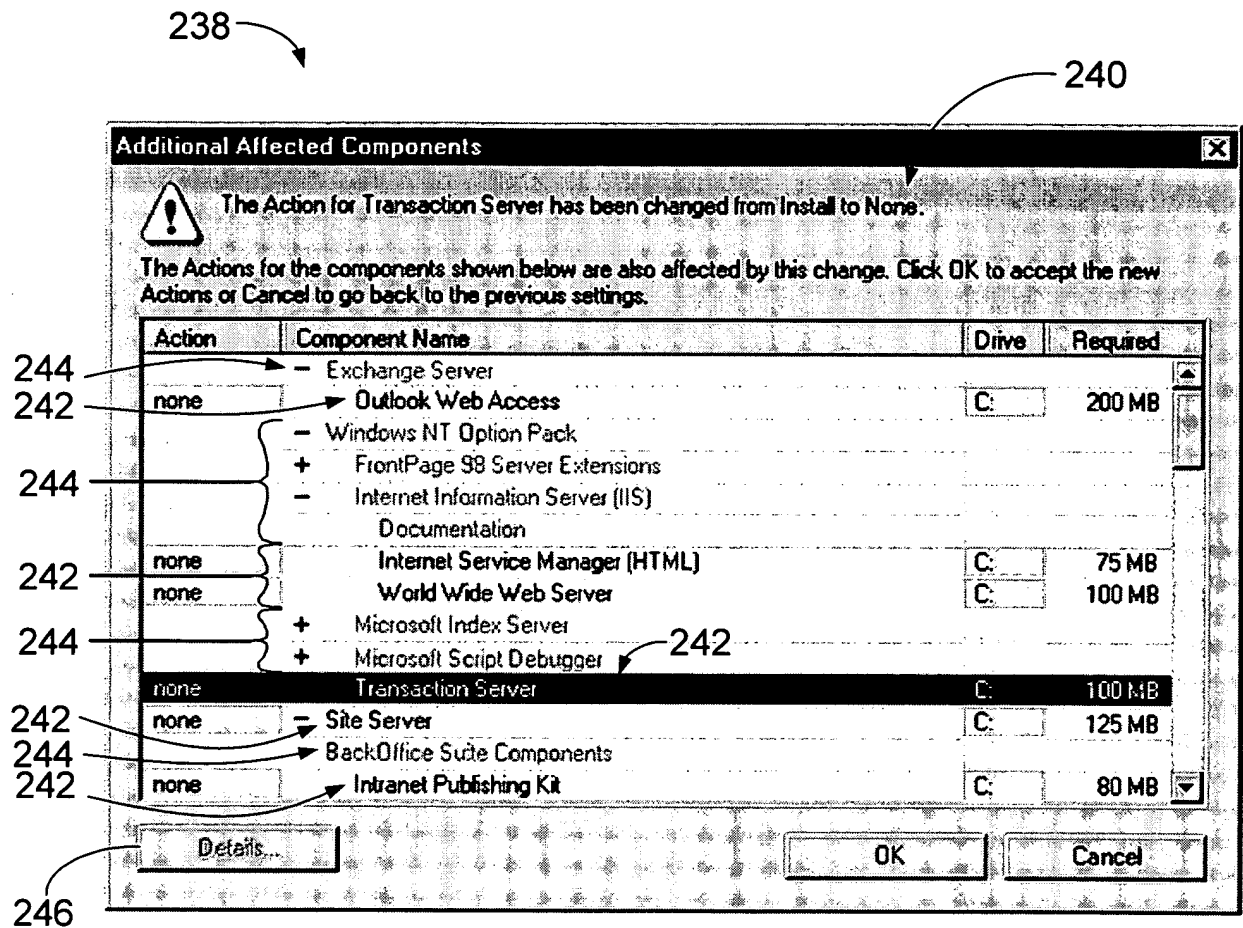 238
240
Additional Affected Components
The Action for Transaction Server has been changed from Install to None.
The Actions for the components shown below are also affected by this change. Click OK to accept the new
Actions or Cancel to go back to the previous settings.
Action Component Name Drive Required
244 − Exchange Server
242 none Outlook Web Access C: 200 MB
− Windows NT Option Pack
+ FrontPage 98 Server Extensions
244 − Internet Information Server (IIS)
Documentation
none Internet Service Manager (HTML) C: 75 MB
242
none World Wide Web Server C: 100 MB
+ Microsoft Index Server
244 242
+ Microsoft Script Debugger
none Transaction Server C: 100 MB
242 none − Site Server C: 125 MB
244 BackOffice Suite Components
242 none Intranet Publishing Kit C: 80 MB
Details... OK Cancel
246